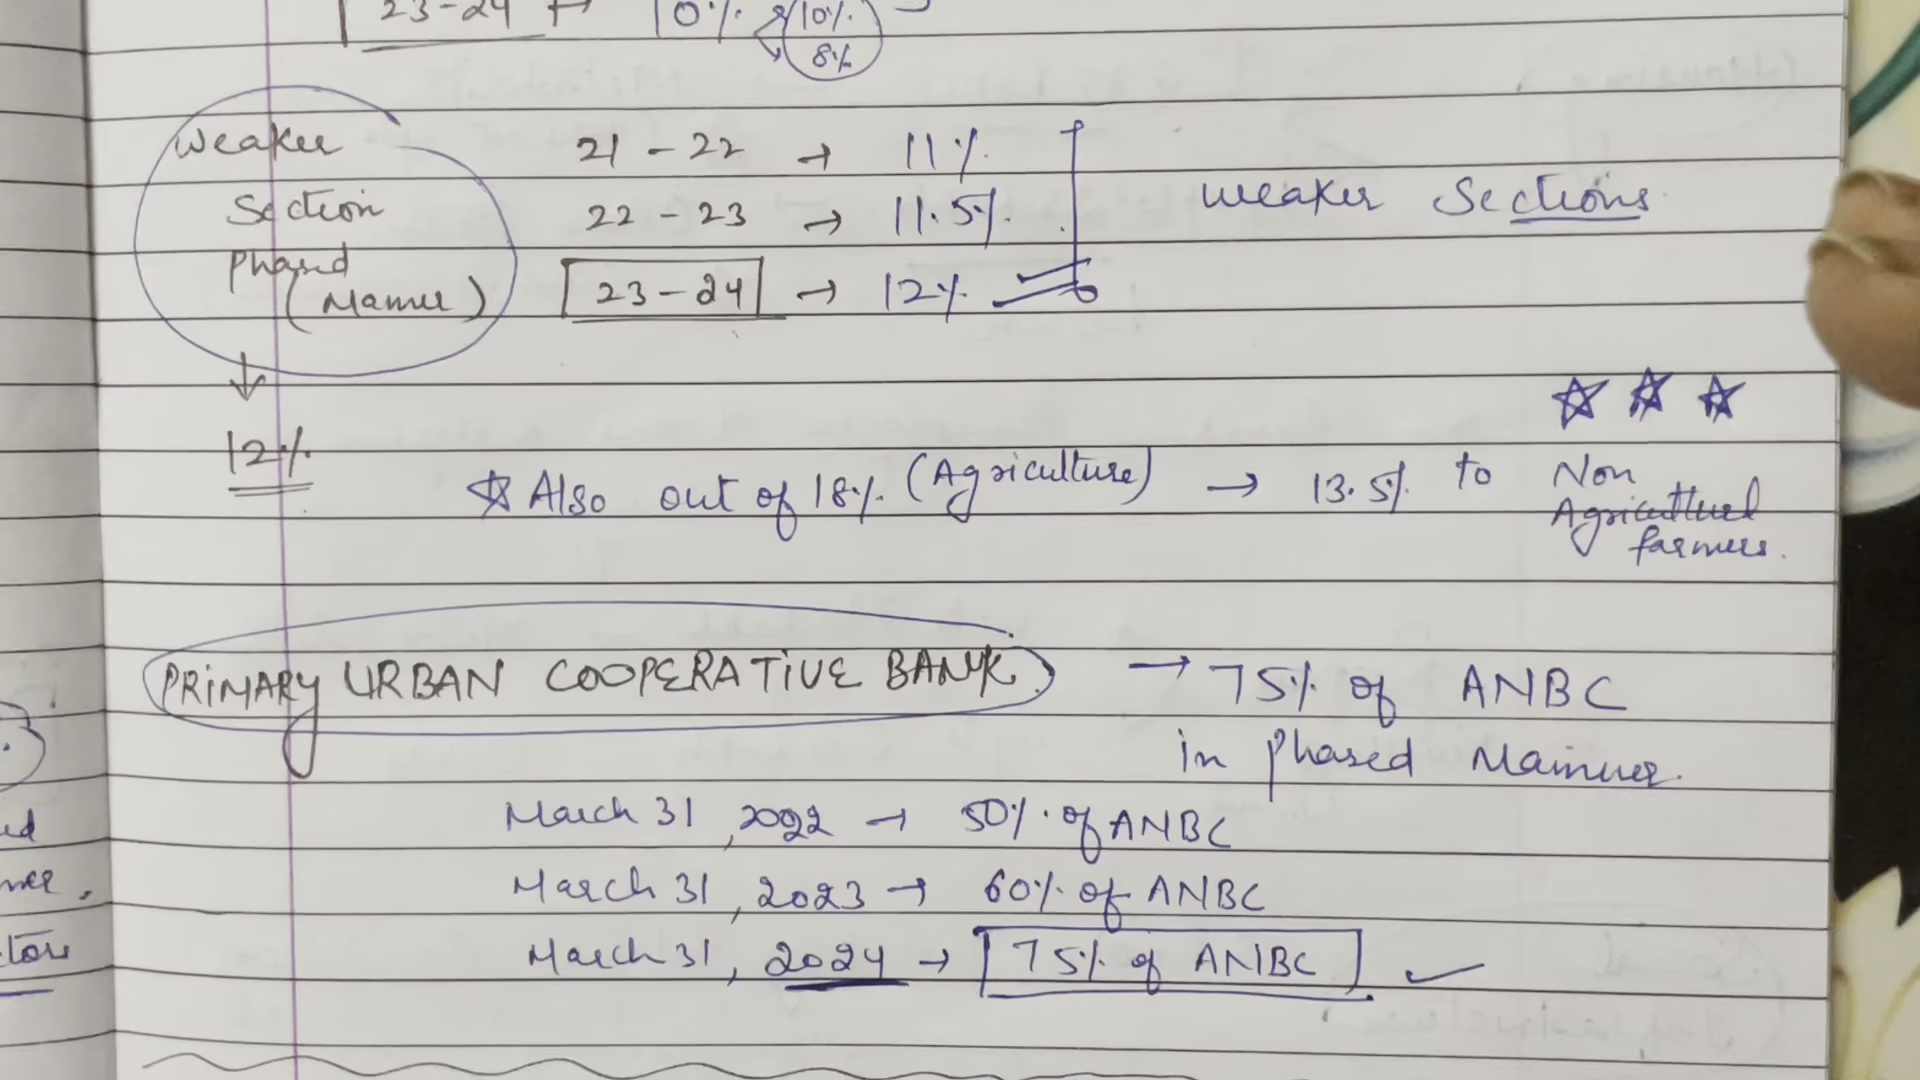 23-24 → 10% 10%
8%
Weaker 21 - 22 → 11%
Section 22 - 23 → 11.5% Weaker Sections
Phased 23 - 24 → 12%
(Manner)
12%
☆ Also out of 18% (Agriculture) → 13.5% to Non
Agricultural
farmers.
PRIMARY URBAN COOPERATIVE BANK → 75% of ANBC
in Phased Manner.
March 31, 2022 → 50% of ANBC
March 31, 2023 → 60% of ANBC
March 31, 2024 → 75% of ANBC